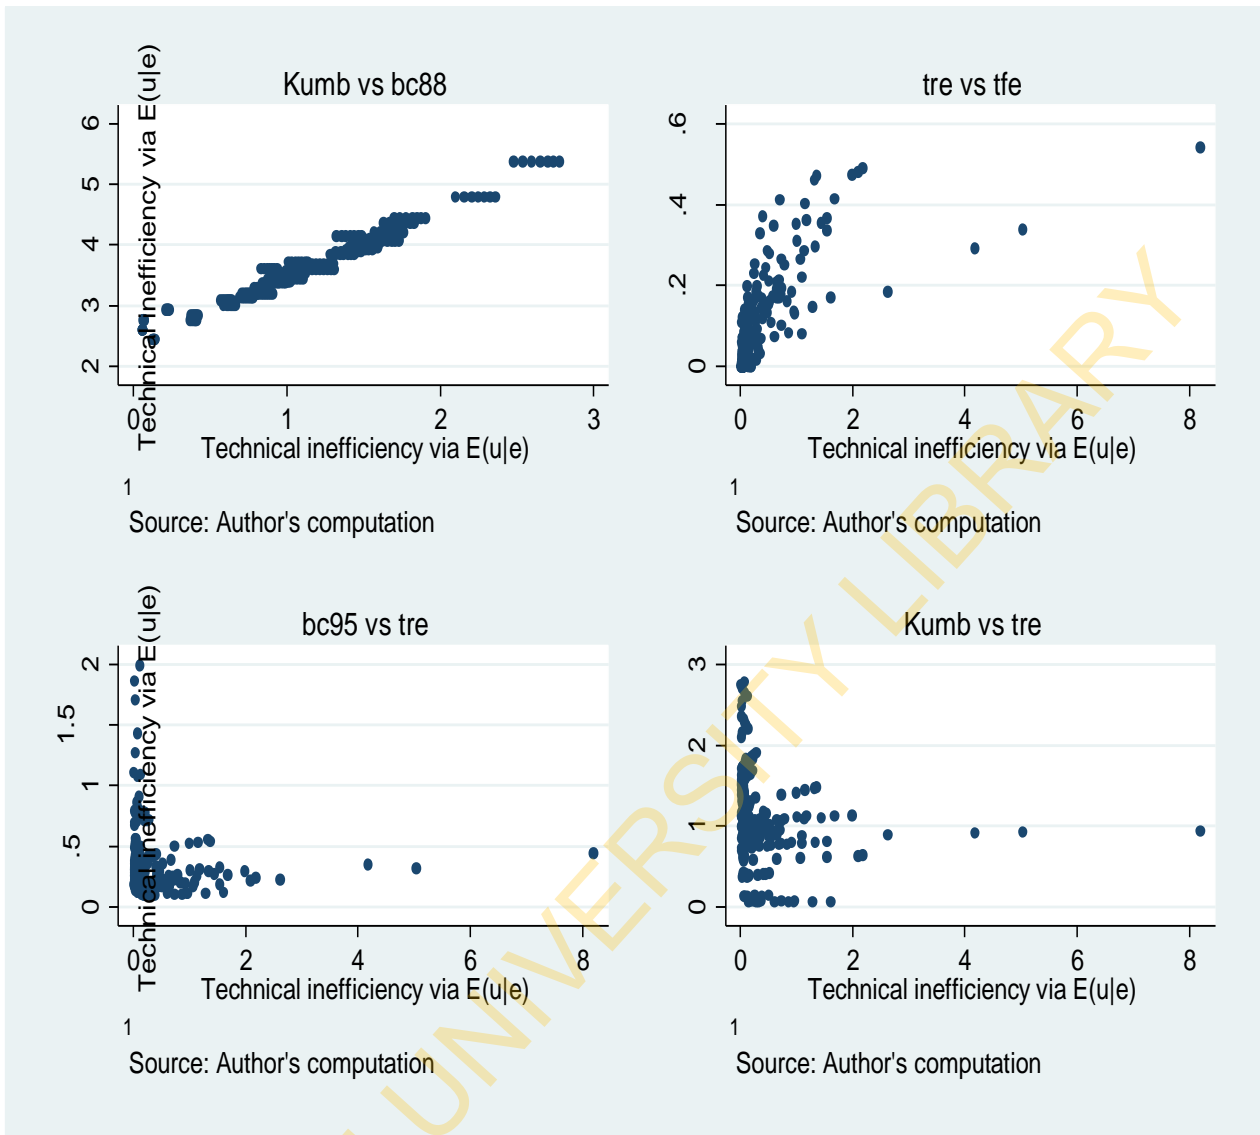 Kumb vs bc88
Technical inefficiency via E(u|e)
6
5
4
3
2
0 1 2 3
Technical inefficiency via E(u|e)
1
Source: Author's computation
tre vs tfe
.6
.4
.2
0
0 2 4 6 8
Technical inefficiency via E(u|e)
1
Source: Author's computation
bc95 vs tre
Technical inefficiency via E(u|e)
2
1.5
1
.5
0
0 2 4 6 8
Technical inefficiency via E(u|e)
1
Source: Author's computation
Kumb vs tre
3
2
1
0
0 2 4 6 8
Technical inefficiency via E(u|e)
1
Source: Author's computation
UNIVERSITY LIBRARY